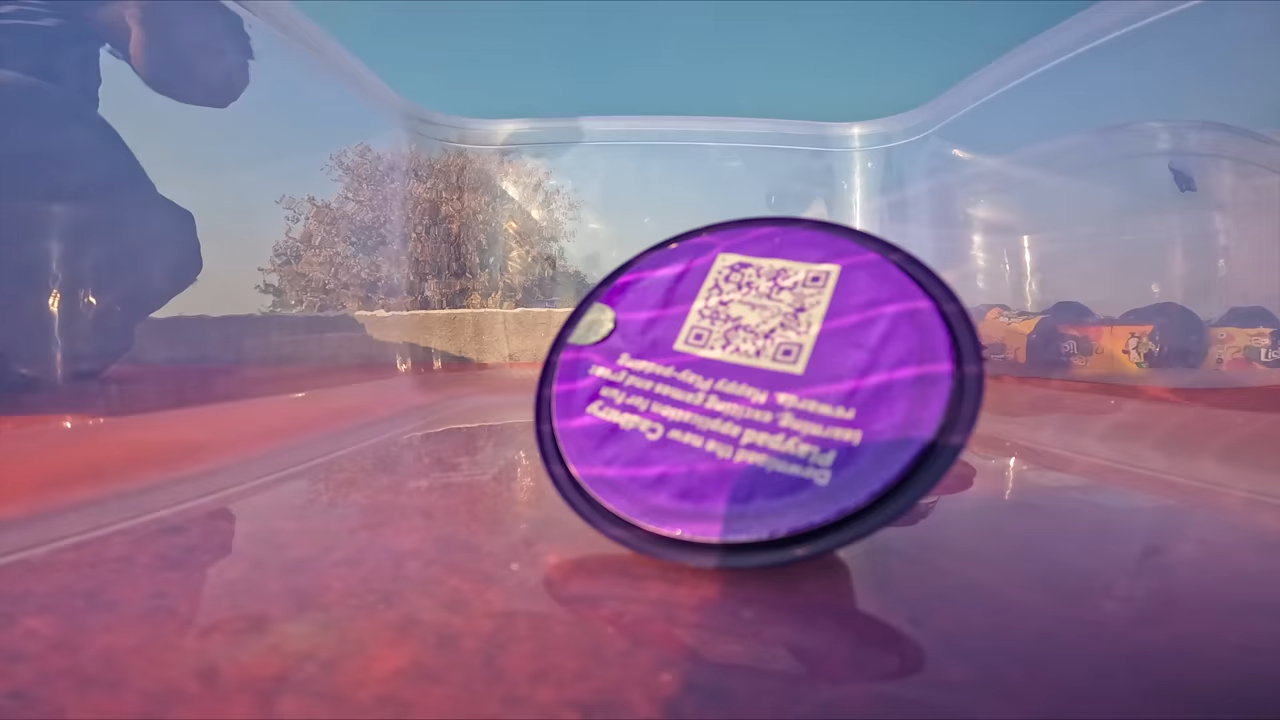 Download the new Cadbury
Playpad application for fun
learning, exciting games and great
rewards. Happy Play-padding